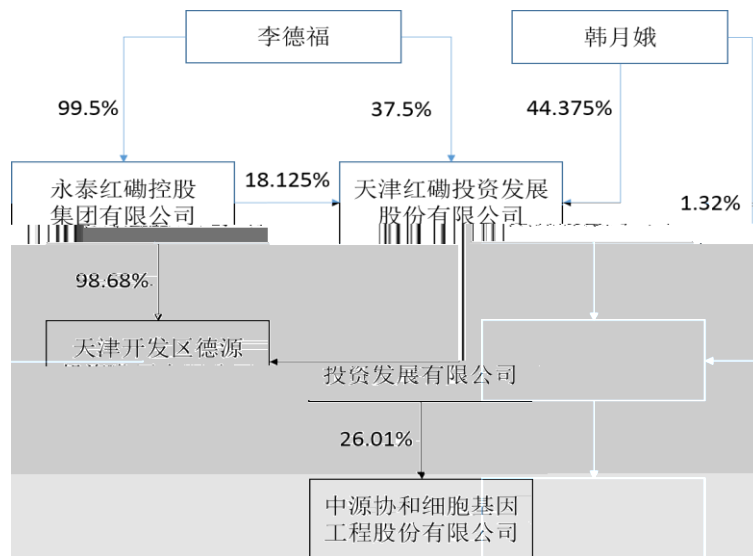 李德福
韩月娥
99.5%
37.5%
44.375%
永泰红磡控股
集团有限公司
18.125%
天津红磡投资发展
股份有限公司
1.32%
98.68%
天津开发区德源
投资发展有限公司
26.01%
中源协和细胞基因
工程股份有限公司